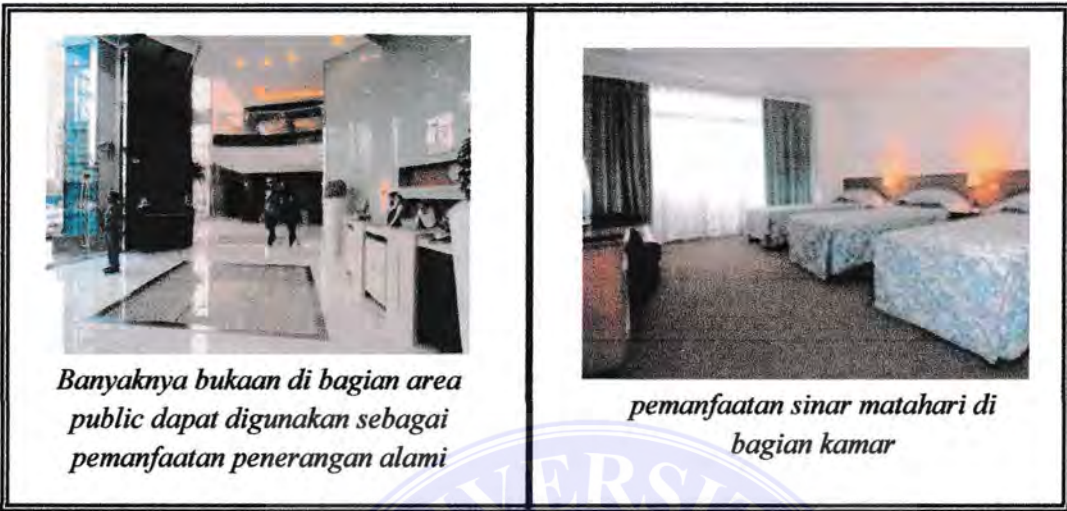 Banyaknya bukaan di bagian area
public dapat digunakan sebagai
pemanfaatan penerangan alami
pemanfaatan sinar matahari di
bagian kamar